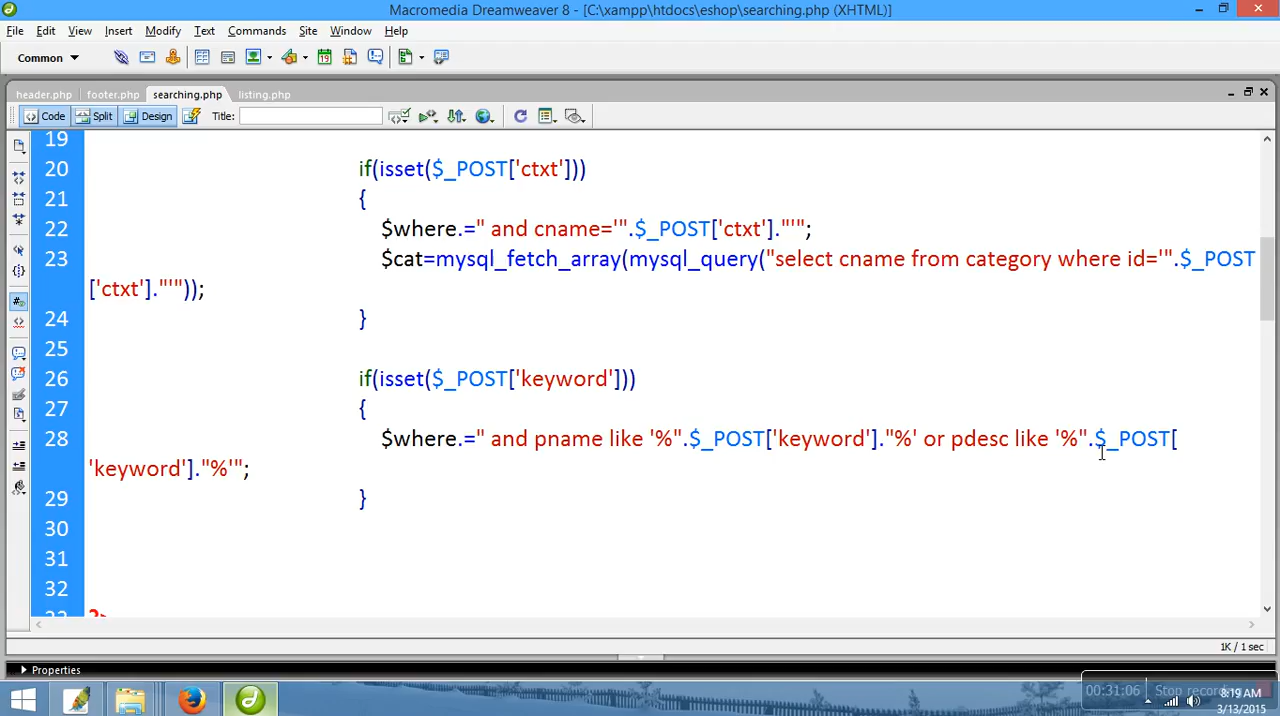 Macromedia Dreamweaver 8 - [C:\xampp\htdocs\eshop\searching.php (XHTML)]
File Edit View Insert Modify Text Commands Site Window Help
Common
header.php footer.php searching.php listing.php
Code Split Design Title:
19
20 if(isset($_POST['ctxt']))
21 {
22 $where.=" and cname='".$_POST['ctxt']."'";
23 $cat=mysql_fetch_array(mysql_query("select cname from category where id='".$_POST
['ctxt']."'"));
24 }
25
26 if(isset($_POST['keyword']))
27 {
28 $where.=" and pname like '%".$_POST['keyword']."%' or pdesc like '%".$_POST[
'keyword']."%'";
29 }
30
31
32
33 ?>
1K / 1 sec
Properties
00:31:06 Stop recording
8:19 AM
3/13/2015